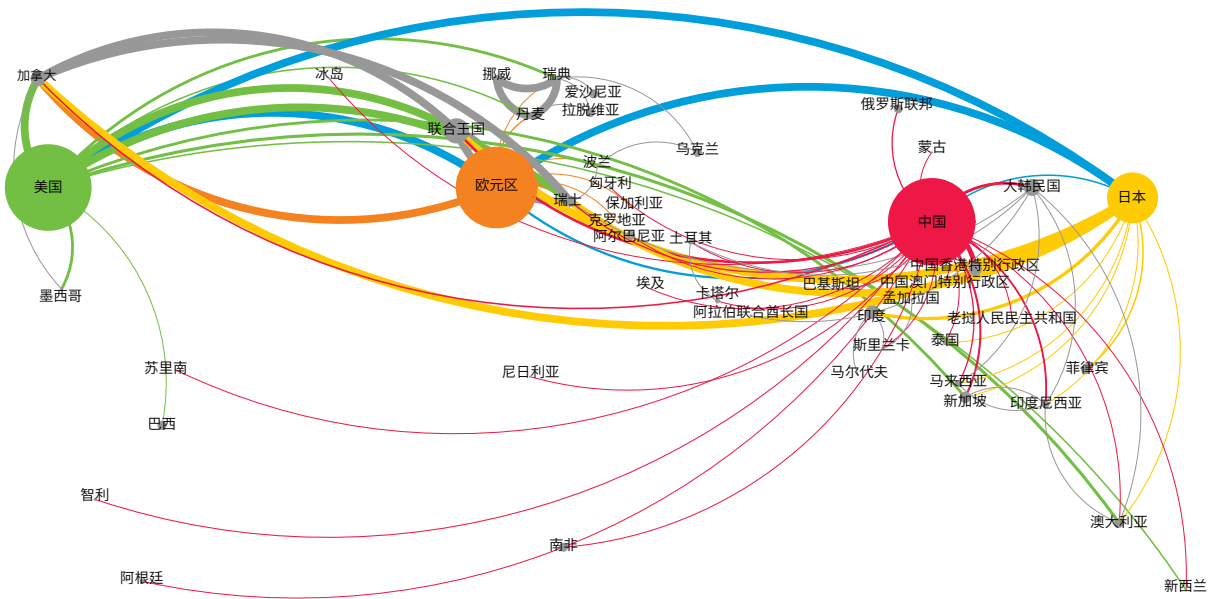 加拿大
冰岛
挪威
瑞典
爱沙尼亚
拉脱维亚
丹麦
俄罗斯联邦
联合王国
蒙古
乌克兰
波兰
美国
欧元区
匈牙利
大韩民国
日本
瑞士
保加利亚
克罗地亚
中国
阿尔巴尼亚
土耳其
中国香港特别行政区
埃及
巴基斯坦
中国澳门特别行政区
墨西哥
卡塔尔
孟加拉国
阿拉伯联合酋长国
印度
老挝人民民主共和国
斯里兰卡
泰国
苏里南
尼日利亚
马尔代夫
菲律宾
马来西亚
新加坡
印度尼西亚
巴西
智利
澳大利亚
南非
阿根廷
新西兰